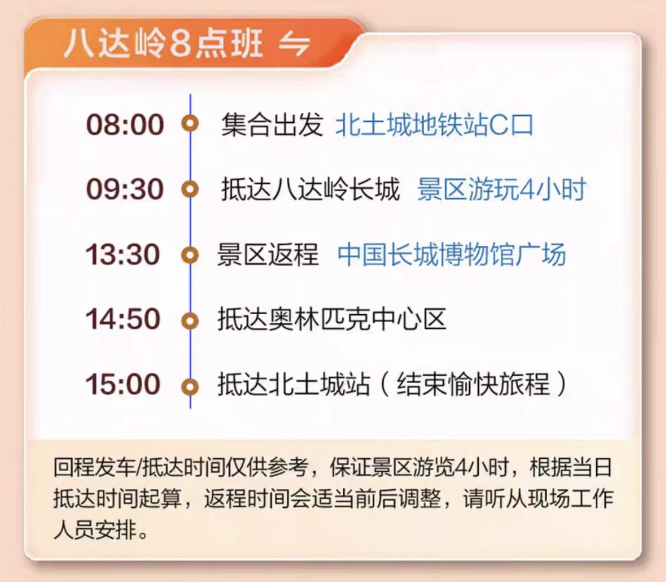 八达岭8点班 ⇋
08:00 集合出发 北土城地铁站C口
09:30 抵达八达岭长城 景区游玩4小时
13:30 景区返程 中国长城博物馆广场
14:50 抵达奥林匹克中心区
15:00 抵达北土城站（结束愉快旅程）
回程发车/抵达时间仅供参考，保证景区游览4小时，根据当日
抵达时间起算，返程时间会适当前后调整，请听从现场工作
人员安排。